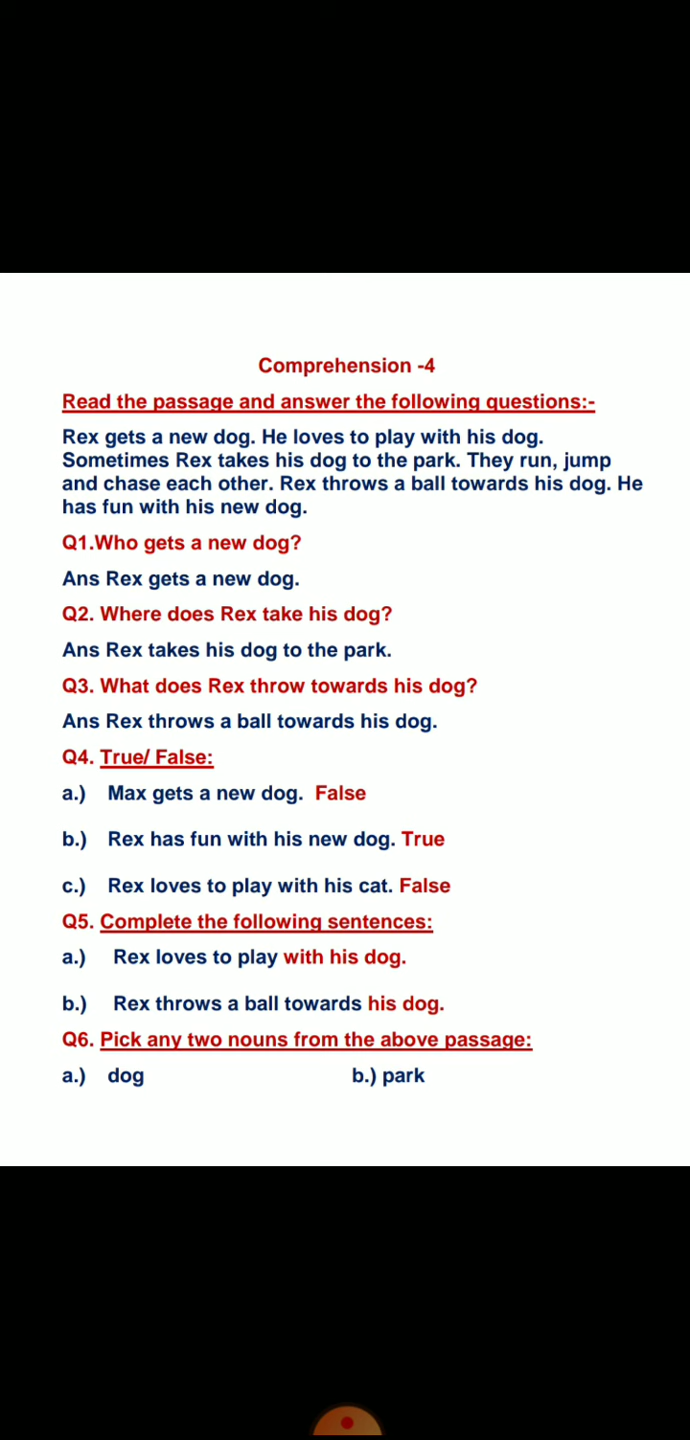 Comprehension -4
Read the passage and answer the following questions:-
Rex gets a new dog. He loves to play with his dog.
Sometimes Rex takes his dog to the park. They run, jump
and chase each other. Rex throws a ball towards his dog. He
has fun with his new dog.
Q1.Who gets a new dog?
Ans Rex gets a new dog.
Q2. Where does Rex take his dog?
Ans Rex takes his dog to the park.
Q3. What does Rex throw towards his dog?
Ans Rex throws a ball towards his dog.
Q4. True/ False:
a.) Max gets a new dog. False
b.) Rex has fun with his new dog. True
c.) Rex loves to play with his cat. False
Q5. Complete the following sentences:
a.) Rex loves to play with his dog.
b.) Rex throws a ball towards his dog.
Q6. Pick any two nouns from the above passage:
a.) dog b.) park